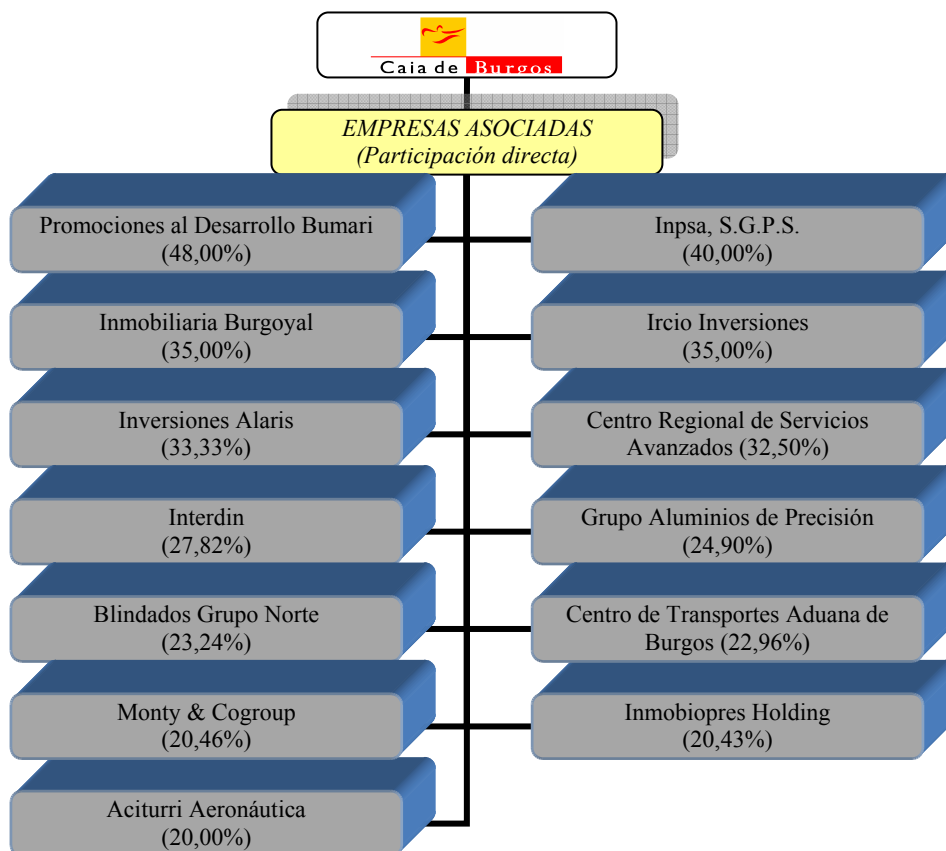 Caja de Burgos
EMPRESAS ASOCIADAS
(Participación directa)
Promociones al Desarrollo Bumari
(48,00%)
Inpsa, S.G.P.S.
(40,00%)
Inmobiliaria Burgoyal
(35,00%)
Ircio Inversiones
(35,00%)
Inversiones Alaris
(33,33%)
Centro Regional de Servicios
Avanzados (32,50%)
Interdin
(27,82%)
Grupo Aluminios de Precisión
(24,90%)
Blindados Grupo Norte
(23,24%)
Centro de Transportes Aduana de
Burgos (22,96%)
Monty & Cogroup
(20,46%)
Inmobiopres Holding
(20,43%)
Aciturri Aeronáutica
(20,00%)